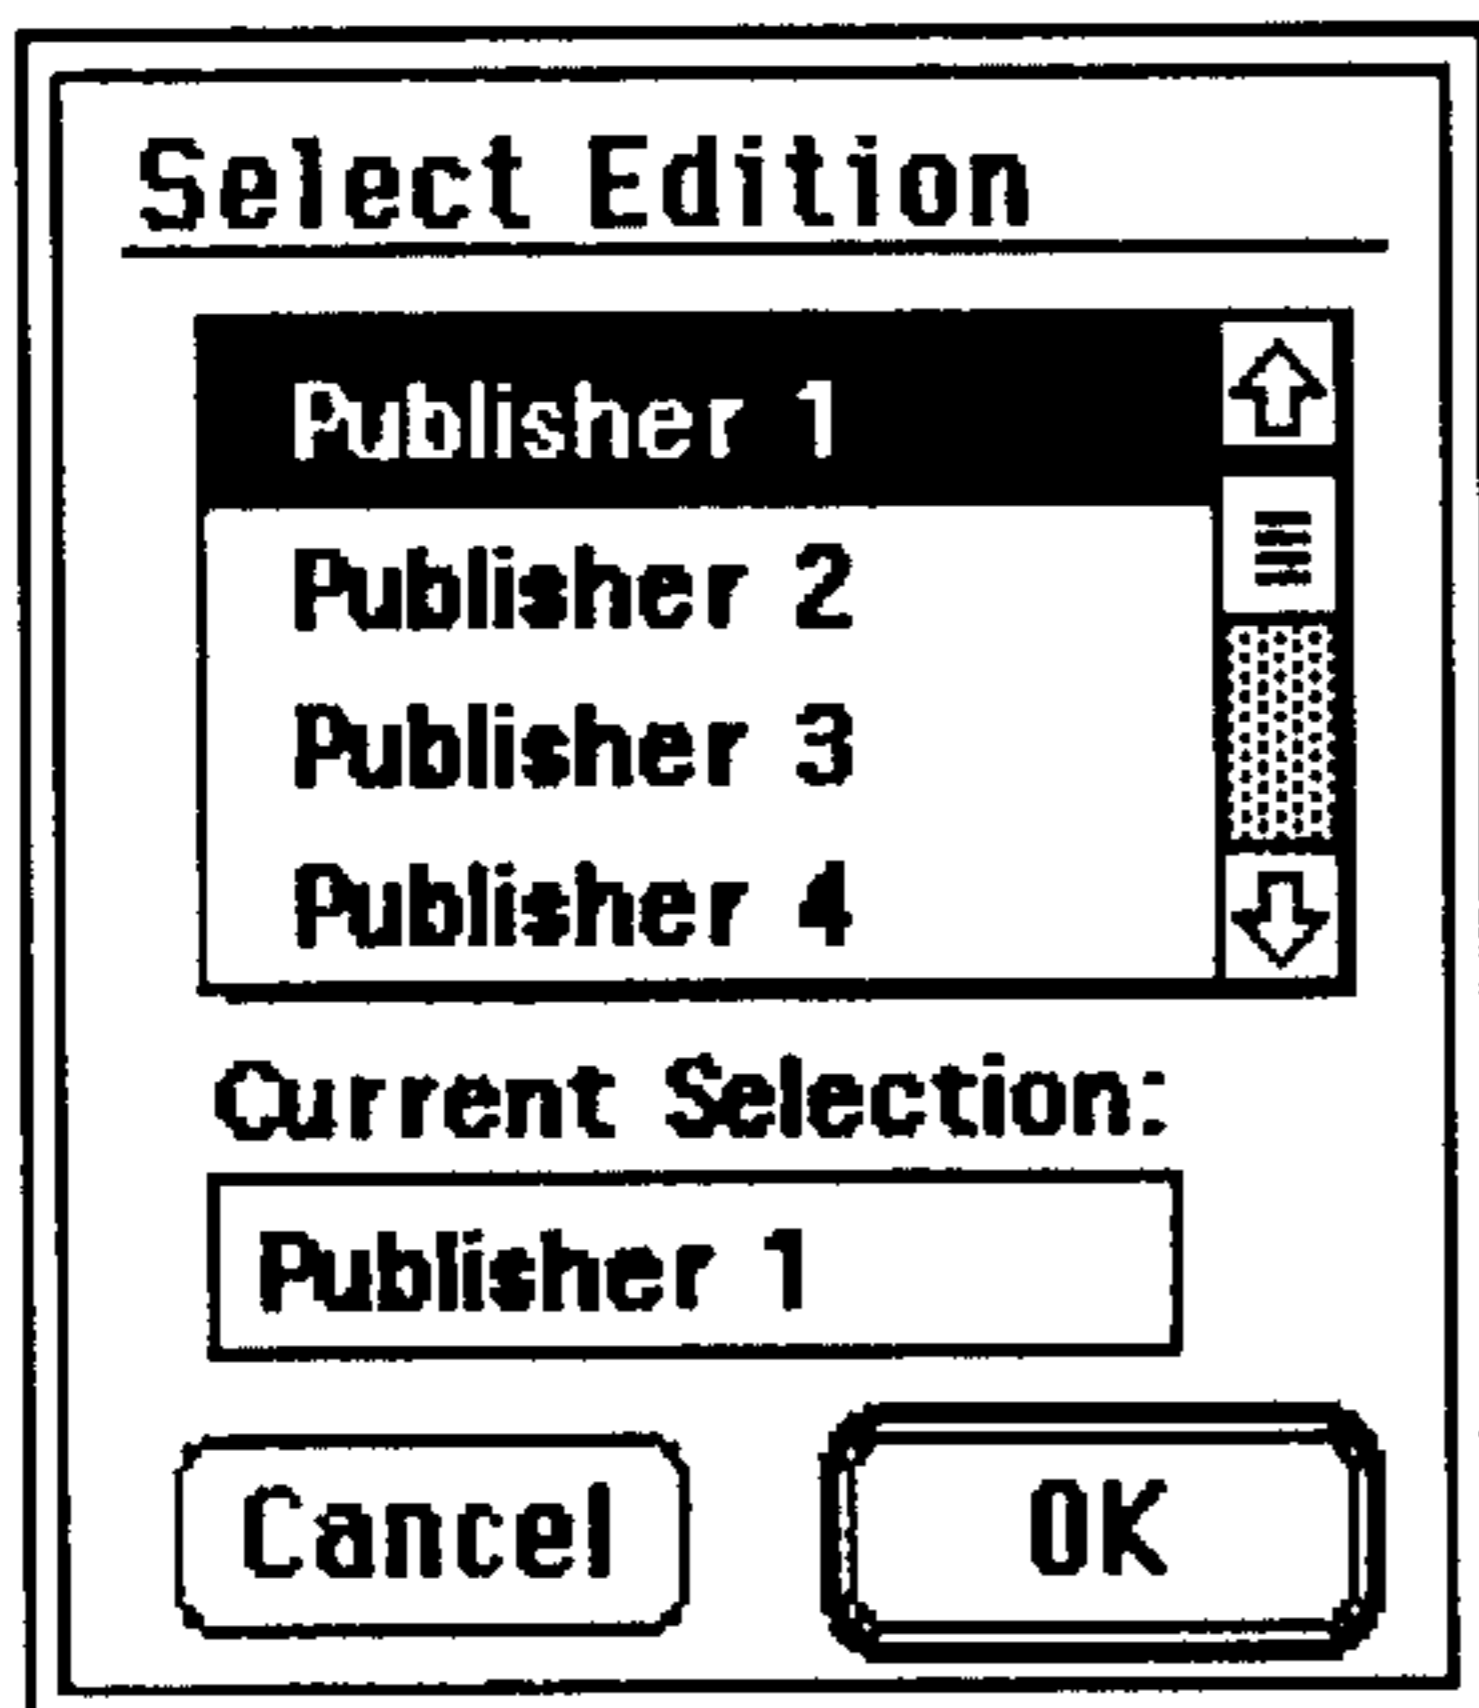 Select Edition
Publisher 1
Publisher 2
Publisher 3
Publisher 4
Current Selection:
Publisher 1
Cancel
OK